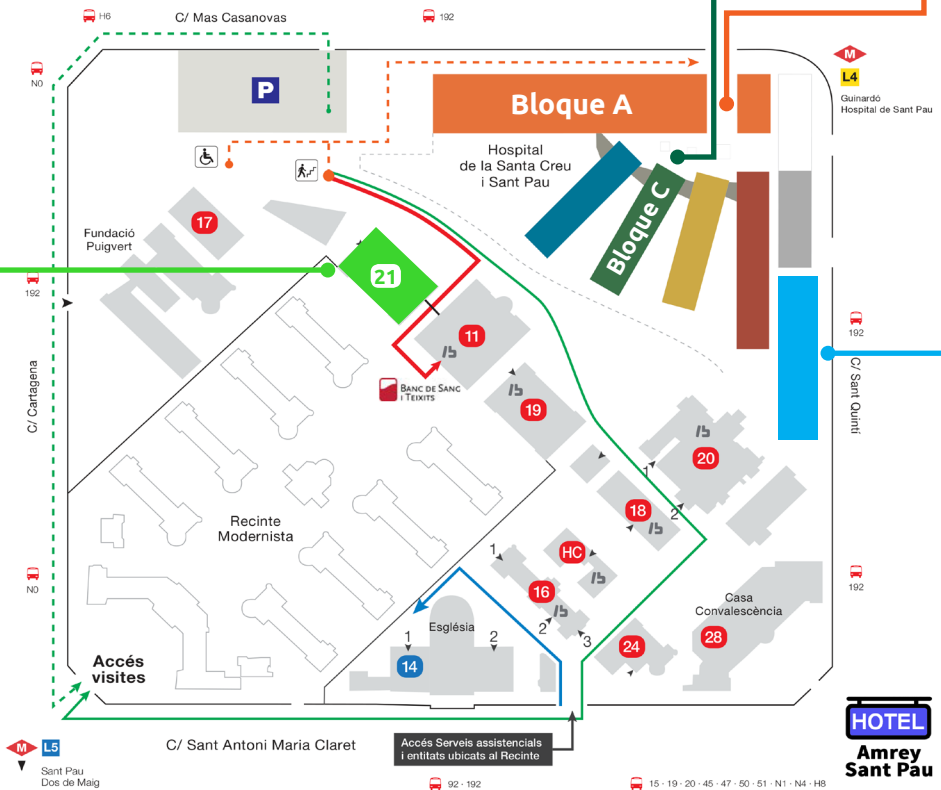 H6
C/ Mas Casanovas
192
N0
P
Bloque A
M
L4
Guinardó
Hospital de Sant Pau
Hospital
de la Santa Creu
i Sant Pau
Bloque C
17
Fundació
Puigvert
21
192
11
192
BANC DE SANG
i TEIXITS
C/ Cartagena
C/ Sant Quintí
19
20
1
18
2
Recinte
Modernista
HC
1
N0
16
192
Casa
Convalescència
Església
2
3
1
2
28
24
14
Accés
visites
HOTEL
Amrey
Sant Pau
C/ Sant Antoni Maria Claret
Accés Serveis assistencials
i entitats ubicats al Recinte
M
L5
Sant Pau
Dos de Maig
92 · 192
15 · 19 · 20 · 45 · 47 · 50 · 51 · N1 · N4 · H8